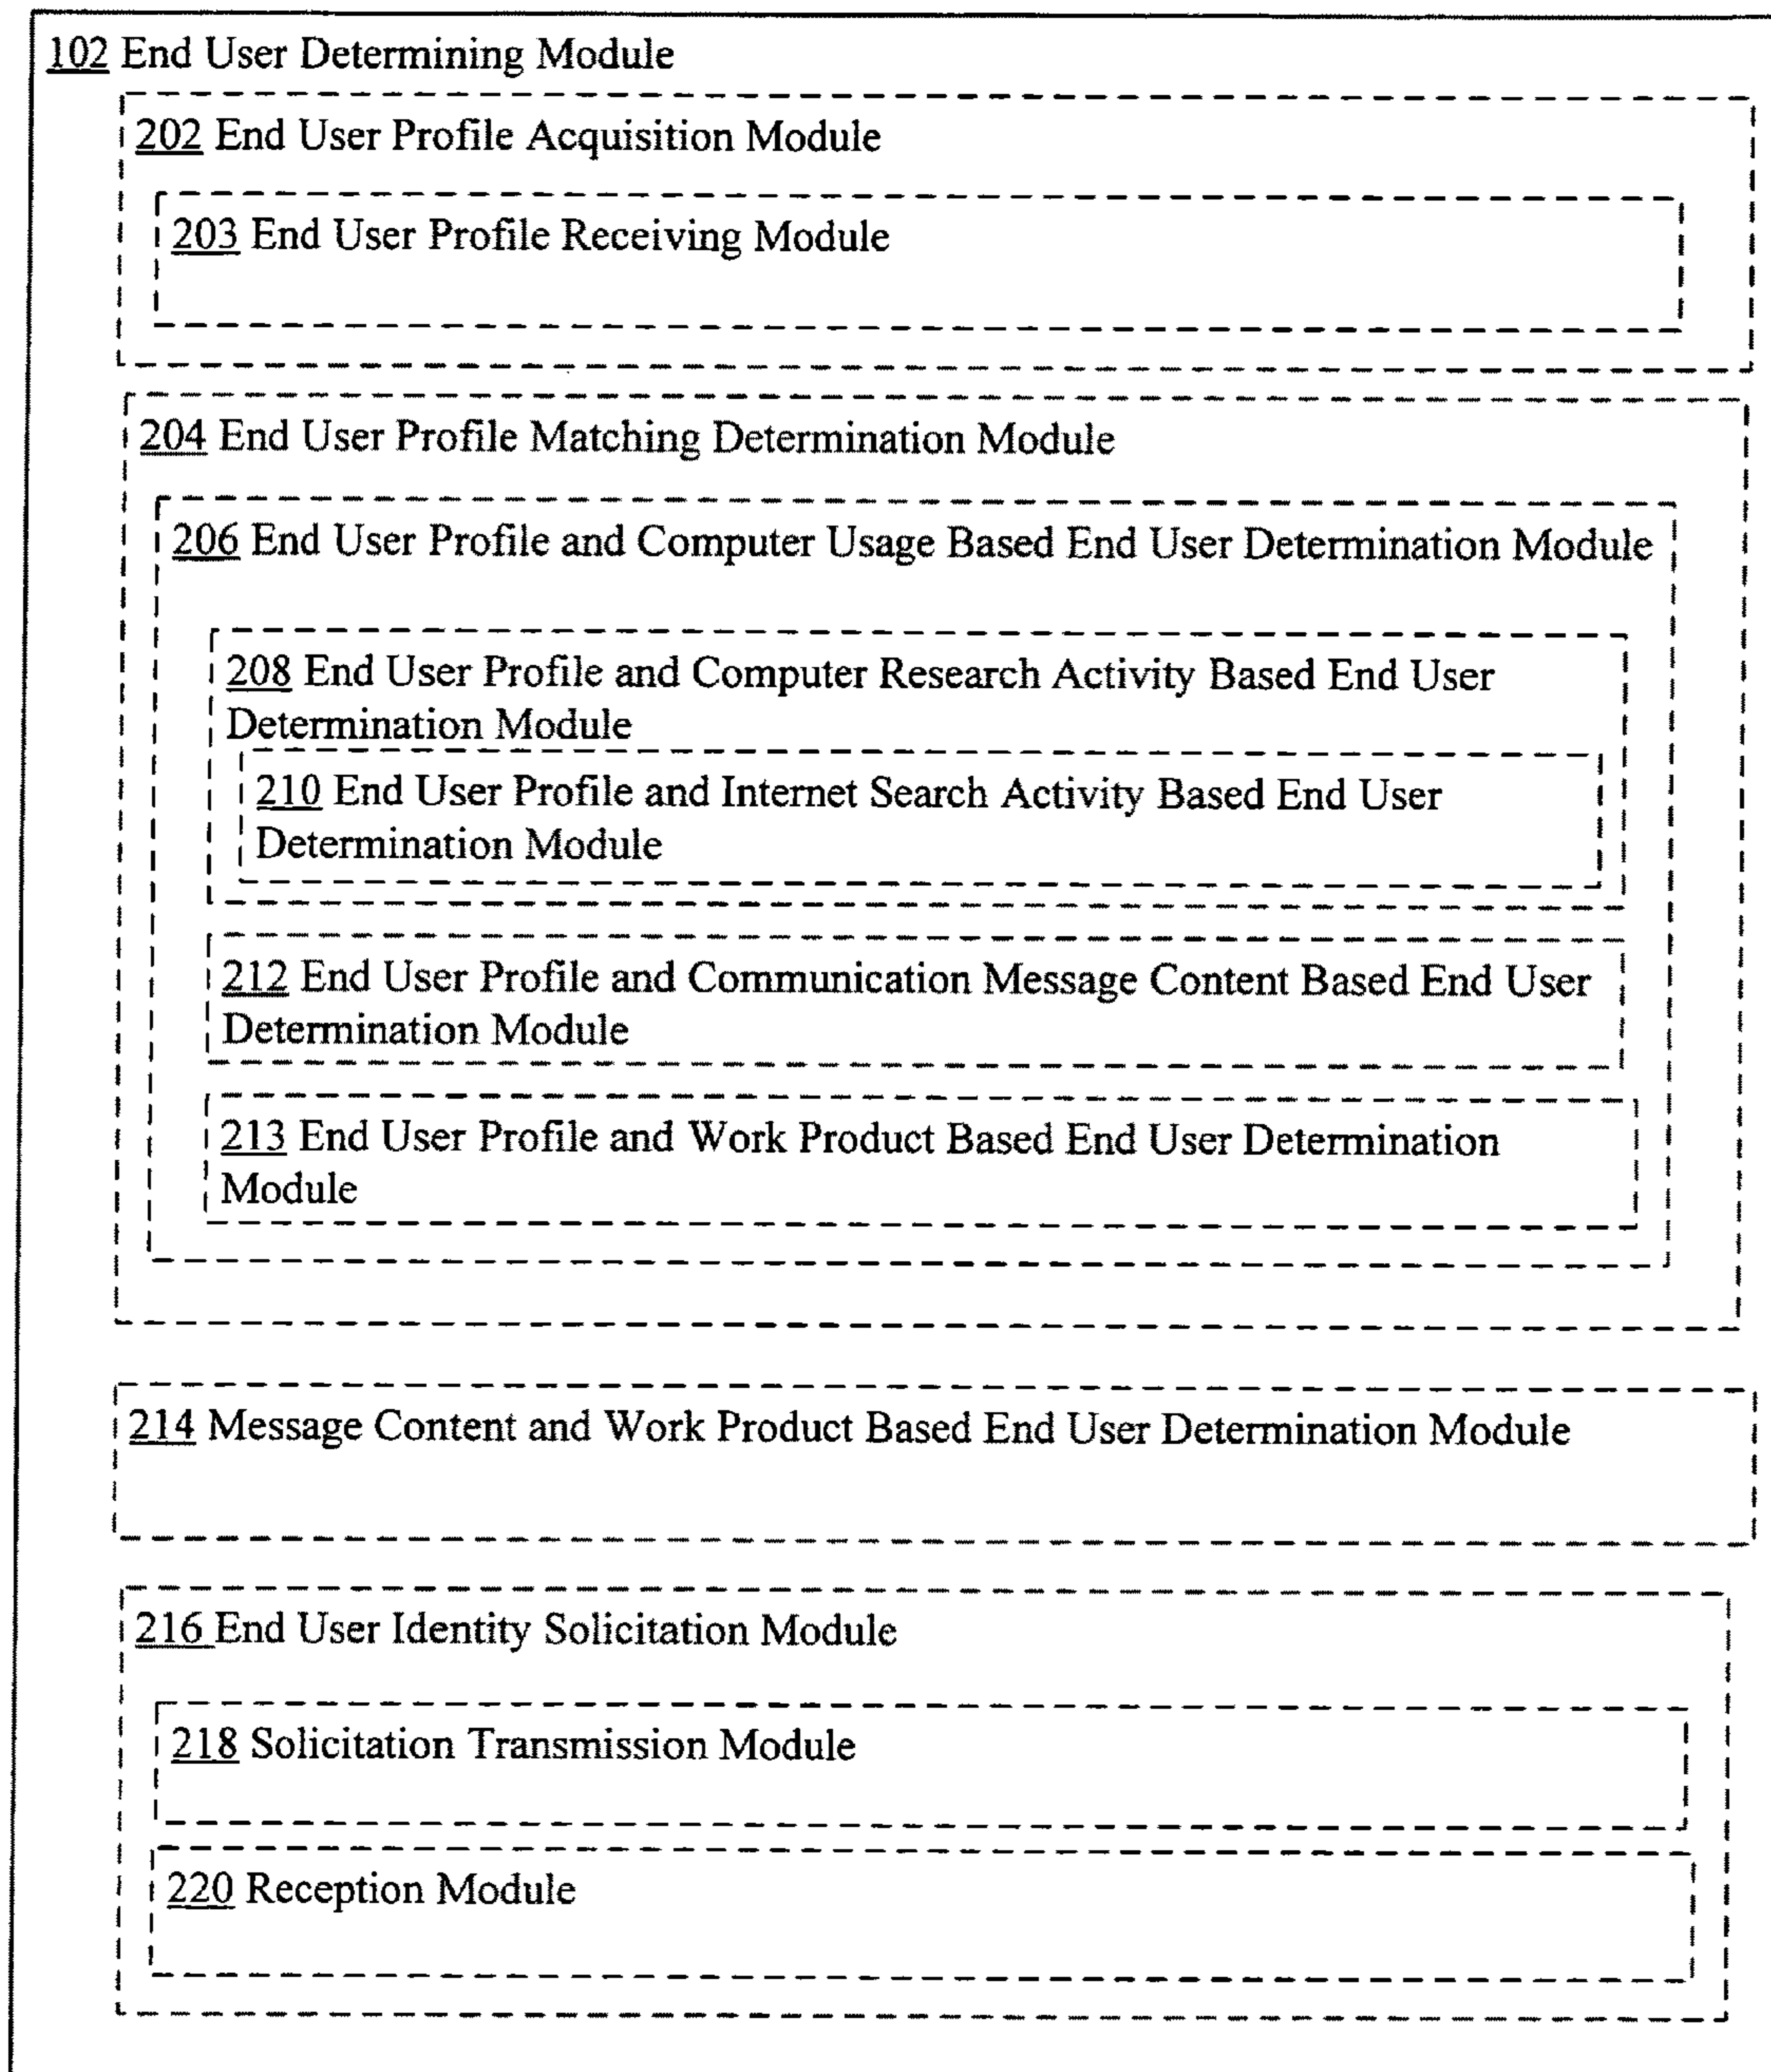 102 End User Determining Module
202 End User Profile Acquisition Module
203 End User Profile Receiving Module
204 End User Profile Matching Determination Module
206 End User Profile and Computer Usage Based End User Determination Module
208 End User Profile and Computer Research Activity Based End User
Determination Module
210 End User Profile and Internet Search Activity Based End User
Determination Module
212 End User Profile and Communication Message Content Based End User
Determination Module
213 End User Profile and Work Product Based End User Determination
Module
214 Message Content and Work Product Based End User Determination Module
216 End User Identity Solicitation Module
218 Solicitation Transmission Module
220 Reception Module